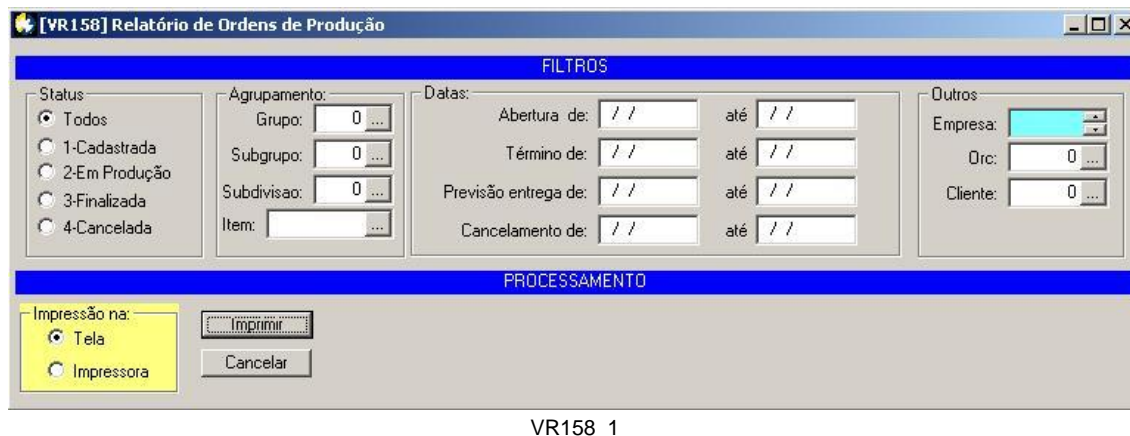 [VR158] Relatório de Ordens de Produção
FILTROS
Status
Todos
1-Cadastrada
2-Em Produção
3-Finalizada
4-Cancelada
Agrupamento:
Grupo: 0 ...
Subgrupo: 0 ...
Subdivisao: 0 ...
Item: ...
Datas:
Abertura de: / / até / /
Término de: / / até / /
Previsão entrega de: / / até / /
Cancelamento de: / / até / /
Outros
Empresa:
Orc: 0 ...
Cliente: 0 ...
PROCESSAMENTO
Impressão na:
Tela
Impressora
Imprimir
Cancelar
VR158 1